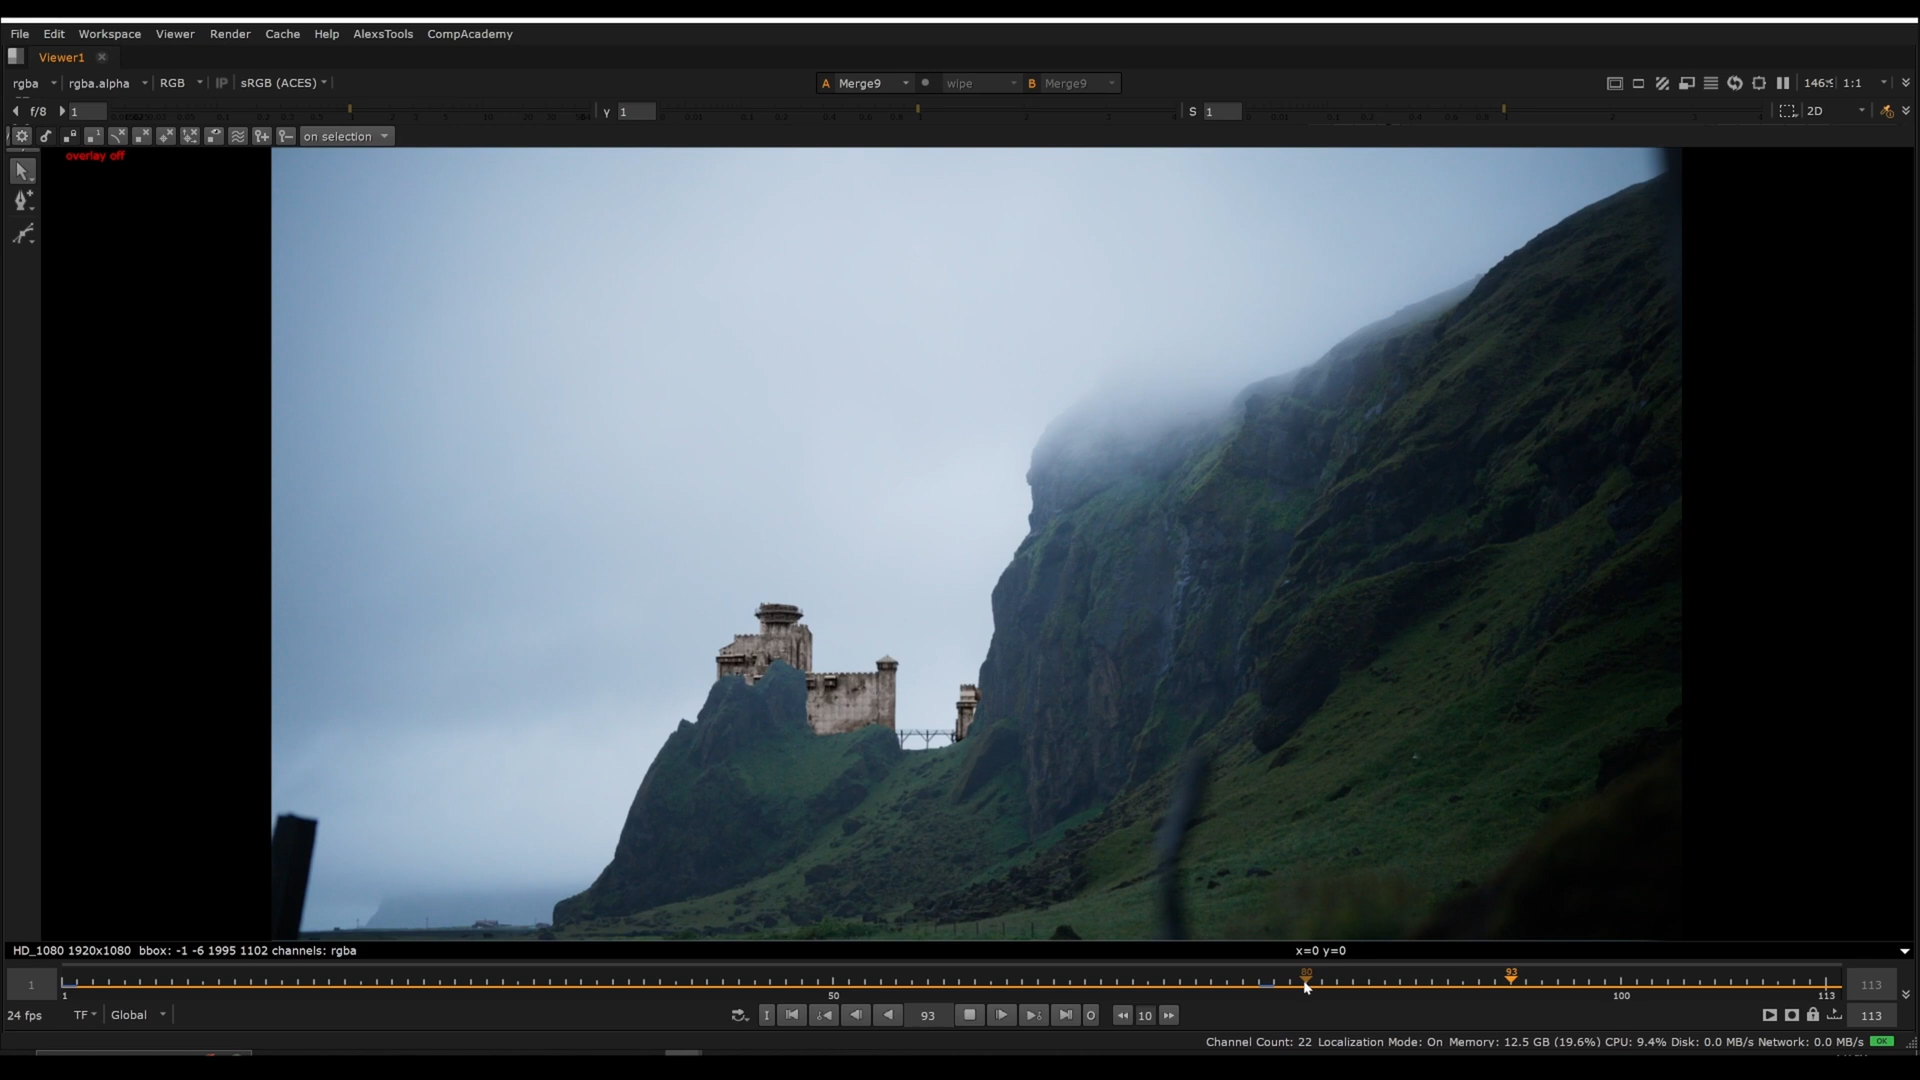 File Edit Workspace Viewer Render Cache Help AlexsTools CompAcademy
Viewer1
rgba rgba.alpha RGB IP sRGB (ACES) A Merge9 wipe B Merge9 1:1
f/8 1 Y 1 S 1 2D
on selection
overlay off
HD_1080 1920x1080 bbox: -1 -6 1995 1102 channels: rgba x=0 y=0
80 93
1 113
1 50 100 113
24 fps TF Global I 93 O 10 113
Channel Count: 22 Localization Mode: On Memory: 12.5 GB (19.6%) CPU: 9.4% Disk: 0.0 MB/s Network: 0.0 MB/s OK